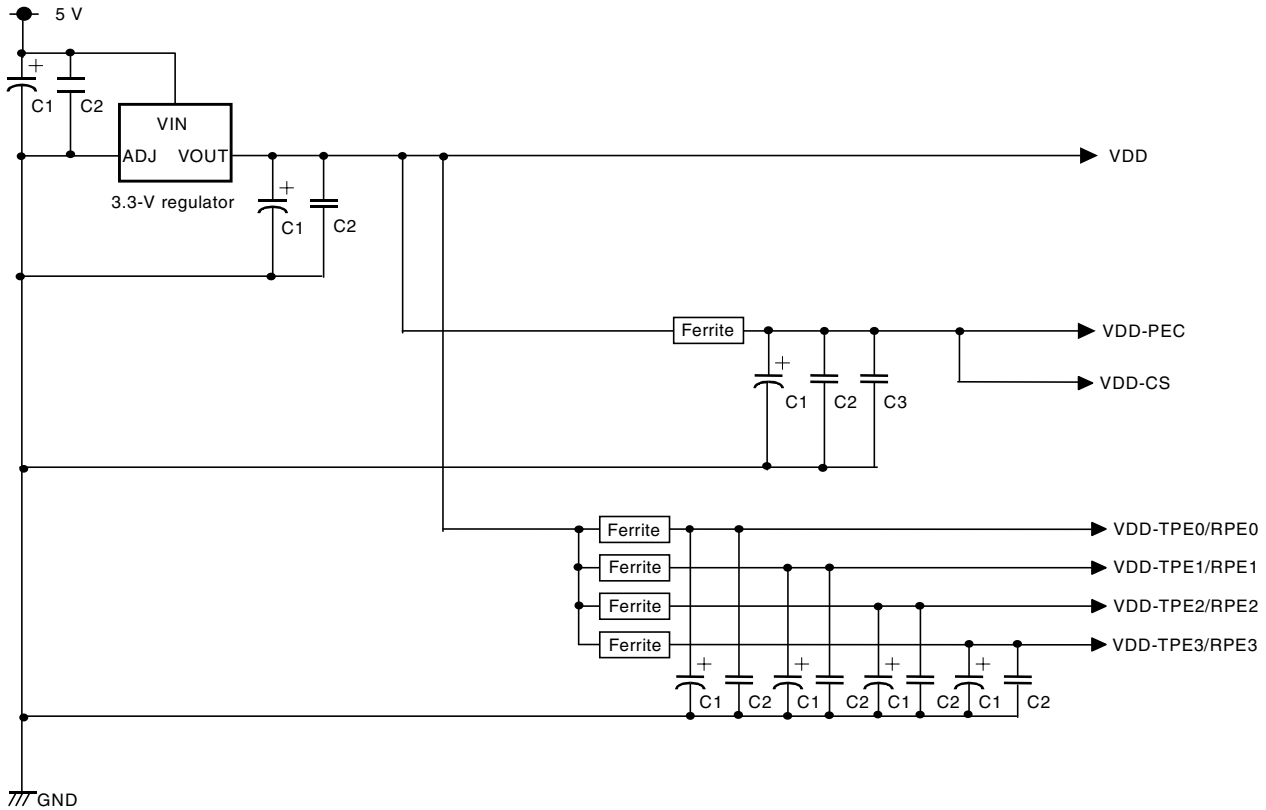 5 V
+
C1 C2
VIN
ADJ VOUT
VDD
3.3-V regulator
+
C1 C2
Ferrite
VDD-PEC
+
VDD-CS
C1 C2 C3
Ferrite
VDD-TPE0/RPE0
Ferrite
VDD-TPE1/RPE1
Ferrite
VDD-TPE2/RPE2
Ferrite
VDD-TPE3/RPE3
+ + + +
C1 C2 C1 C2 C1 C2 C1 C2
GND